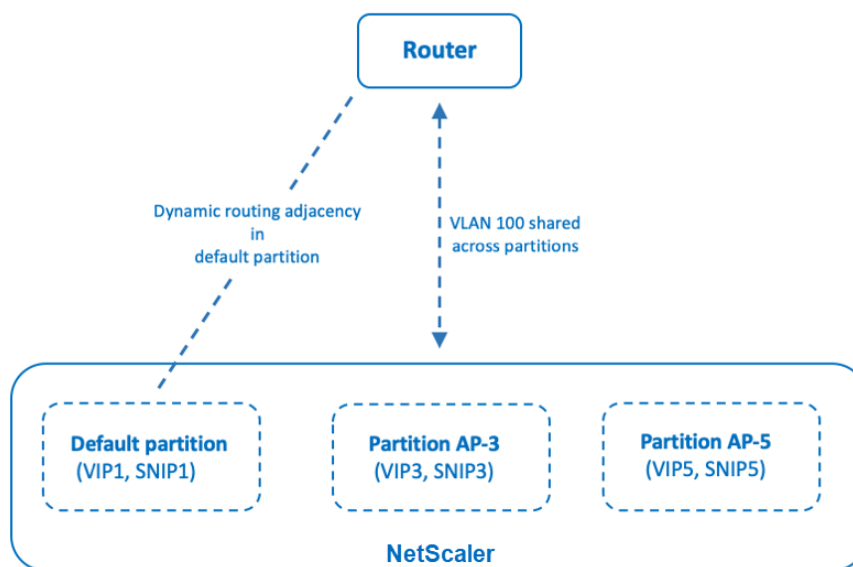 Router
Dynamic routing adjacency
in
default partition
VLAN 100 shared
across partitions
Default partition
(VIP1, SNIP1)
Partition AP-3
(VIP3, SNIP3)
Partition AP-5
(VIP5, SNIP5)
NetScaler